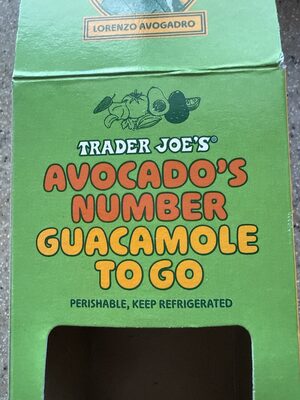 LORENZO AVOGADRO
TRADER JOE'S®
AVOCADO'S
NUMBER
GUACAMOLE
TO GO
PERISHABLE, KEEP REFRIGERATED